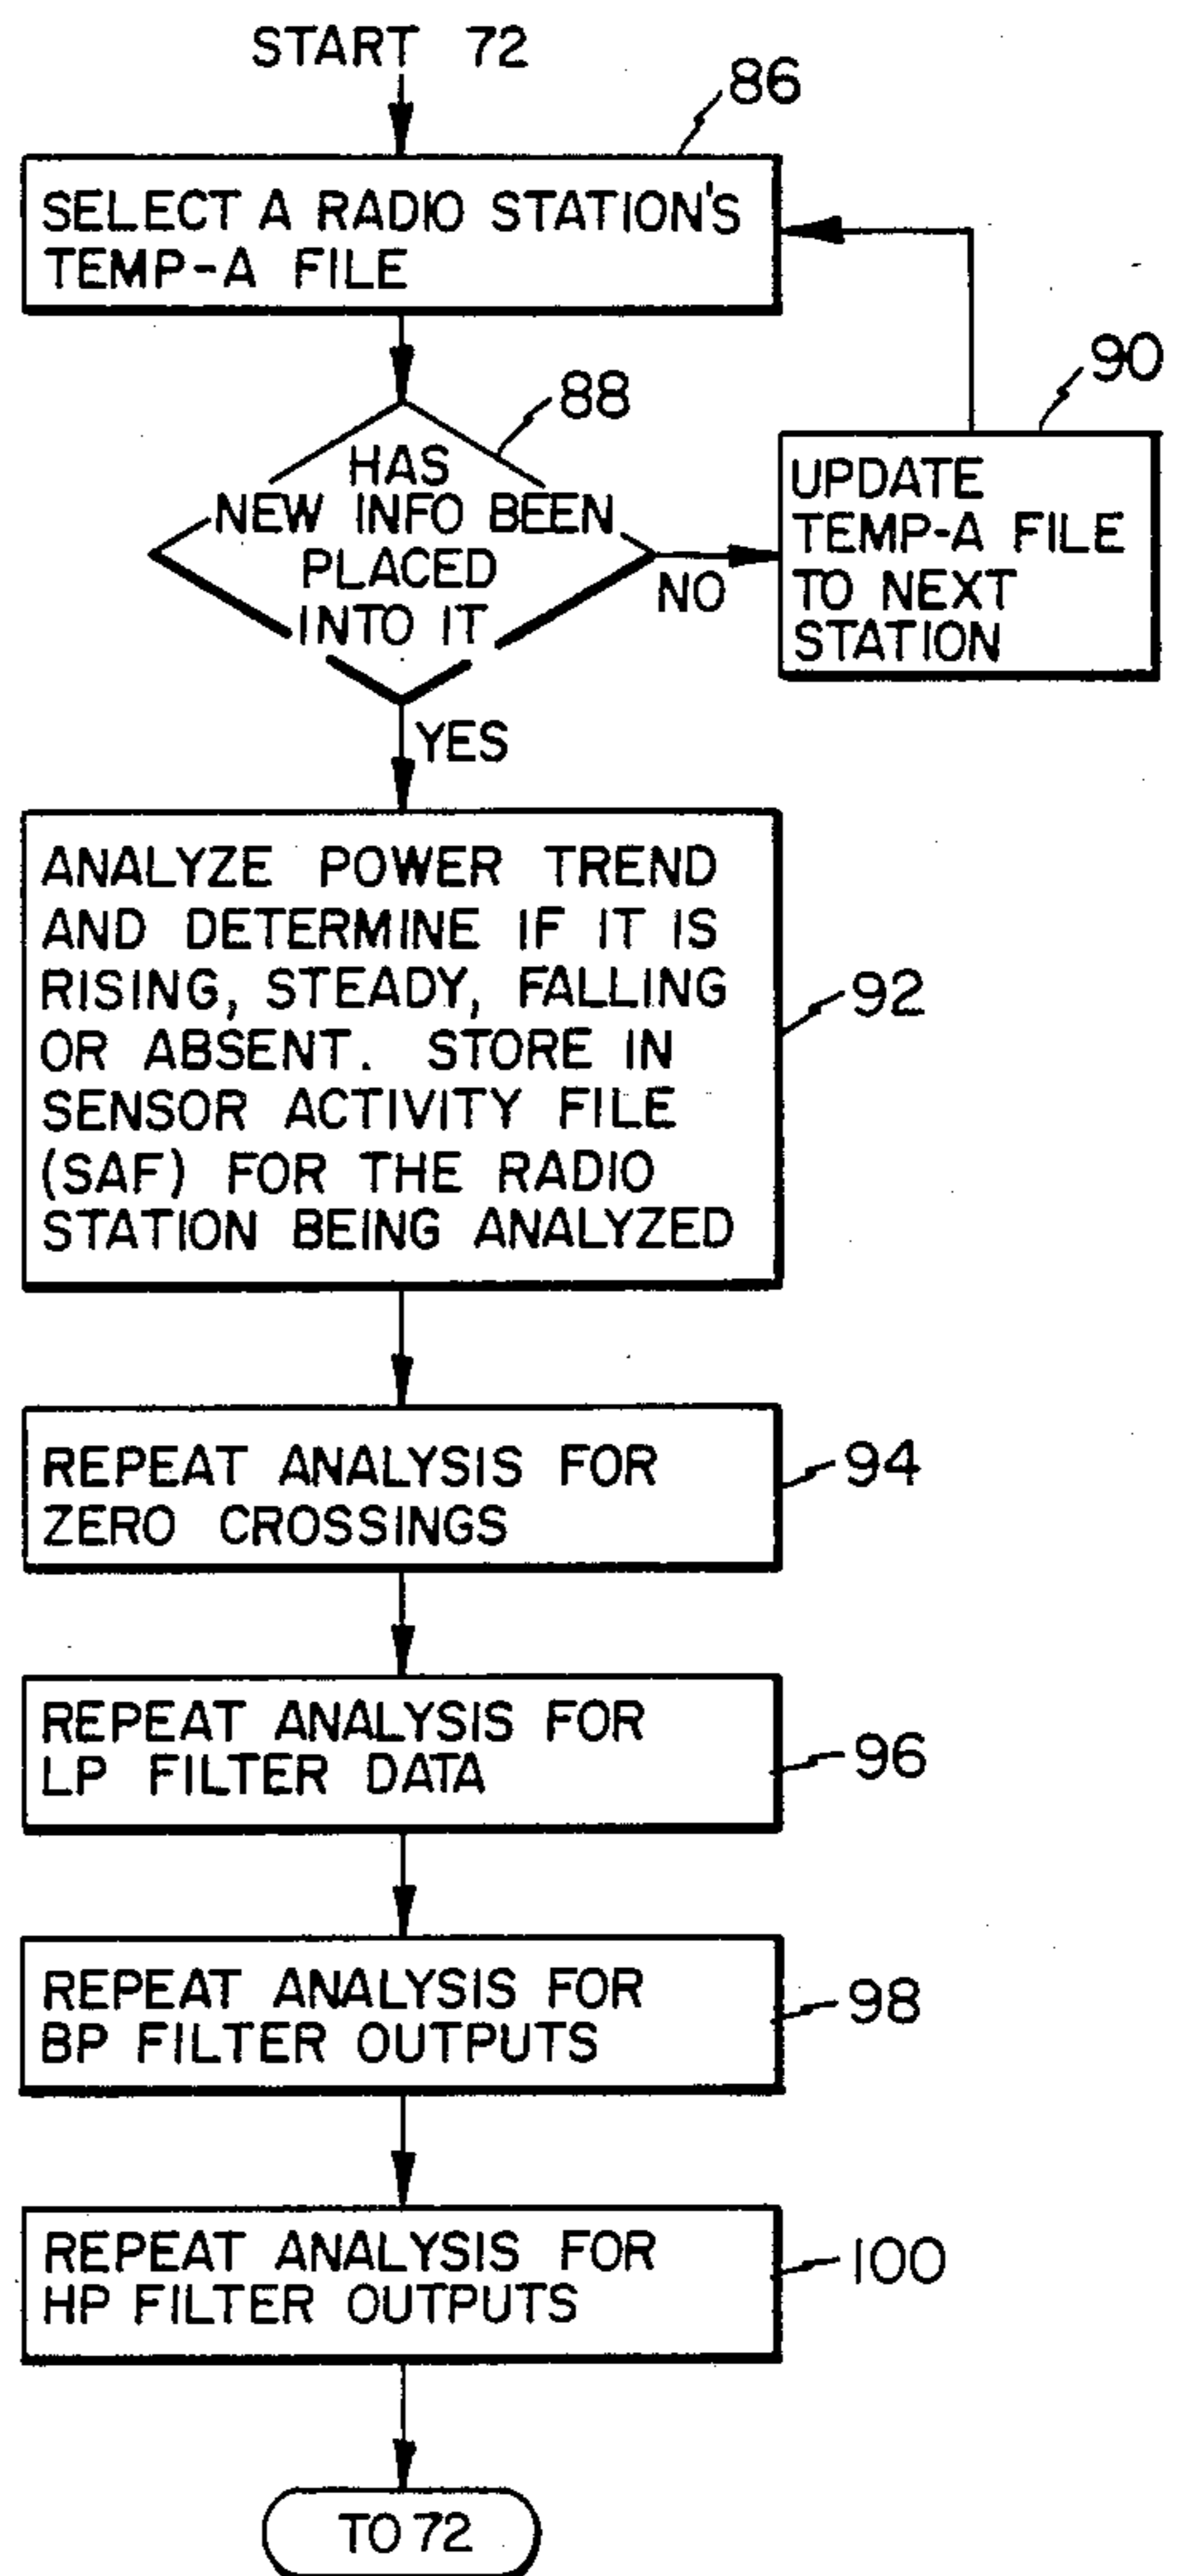 START 72
86
SELECT A RADIO STATION'S
TEMP-A FILE
88
HAS
NEW INFO BEEN
PLACED
INTO IT
NO
90
UPDATE
TEMP-A FILE
TO NEXT
STATION
YES
ANALYZE POWER TREND
AND DETERMINE IF IT IS
RISING, STEADY, FALLING
OR ABSENT. STORE IN
SENSOR ACTIVITY FILE
(SAF) FOR THE RADIO
STATION BEING ANALYZED
92
REPEAT ANALYSIS FOR
ZERO CROSSINGS
94
REPEAT ANALYSIS FOR
LP FILTER DATA
96
REPEAT ANALYSIS FOR
BP FILTER OUTPUTS
98
REPEAT ANALYSIS FOR
HP FILTER OUTPUTS
100
TO 72